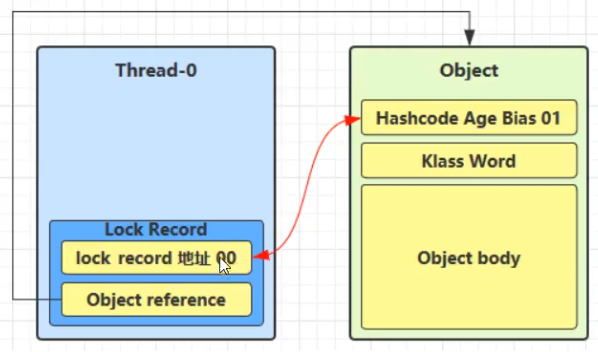 Thread-0
Lock Record
lock record 地址 00
Object reference
Object
Hashcode Age Bias 01
Klass Word
Object body